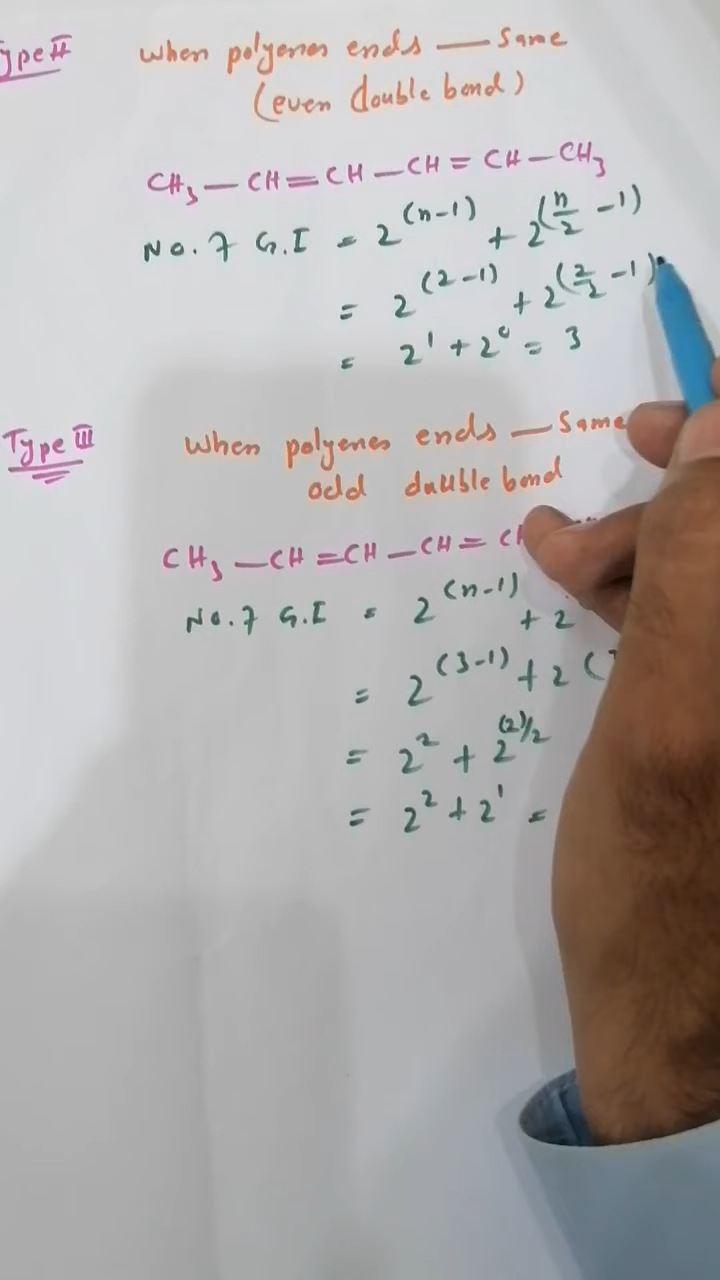 ype II When polyenes ends — Same
(even double bond)
CH₃ — CH = CH — CH = CH — CH₃
No. 7 G.I = 2^(n-1) + 2^(n/2 - 1)
= 2^(2-1) + 2^(2/2 - 1)
= 2^1 + 2^0 = 3
Type III When polyenes ends — Same
odd double bond
CH₃ — CH = CH — CH = C
No. 7 G.I = 2^(n-1) + 2
= 2^(3-1) + 2^(
= 2^2 + 2^(2)/2
= 2^2 + 2^1 =